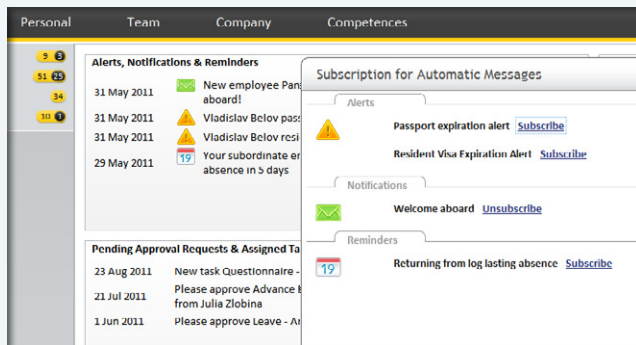 Personal Team Company Competences
9 3
51 25
34
10 1
Alerts, Notifications & Reminders
31 May 2011 New employee Pan
aboard!
31 May 2011 Vladislav Belov pass
31 May 2011 Vladislav Belov resi
29 May 2011 19 Your subordinate
absence in 5 days
Pending Approval Requests & Assigned Ta
23 Aug 2011 New task Questionnaire -
21 Jul 2011 Please approve Advance
from Julia Zlobina
1 Jun 2011 Please approve Leave -
Subscription for Automatic Messages
Alerts
Passport expiration alert Subscribe
Resident Visa Expiration Alert Subscribe
Notifications
Welcome aboard Unsubscribe
Reminders
19 Returning from log lasting absence Subscribe